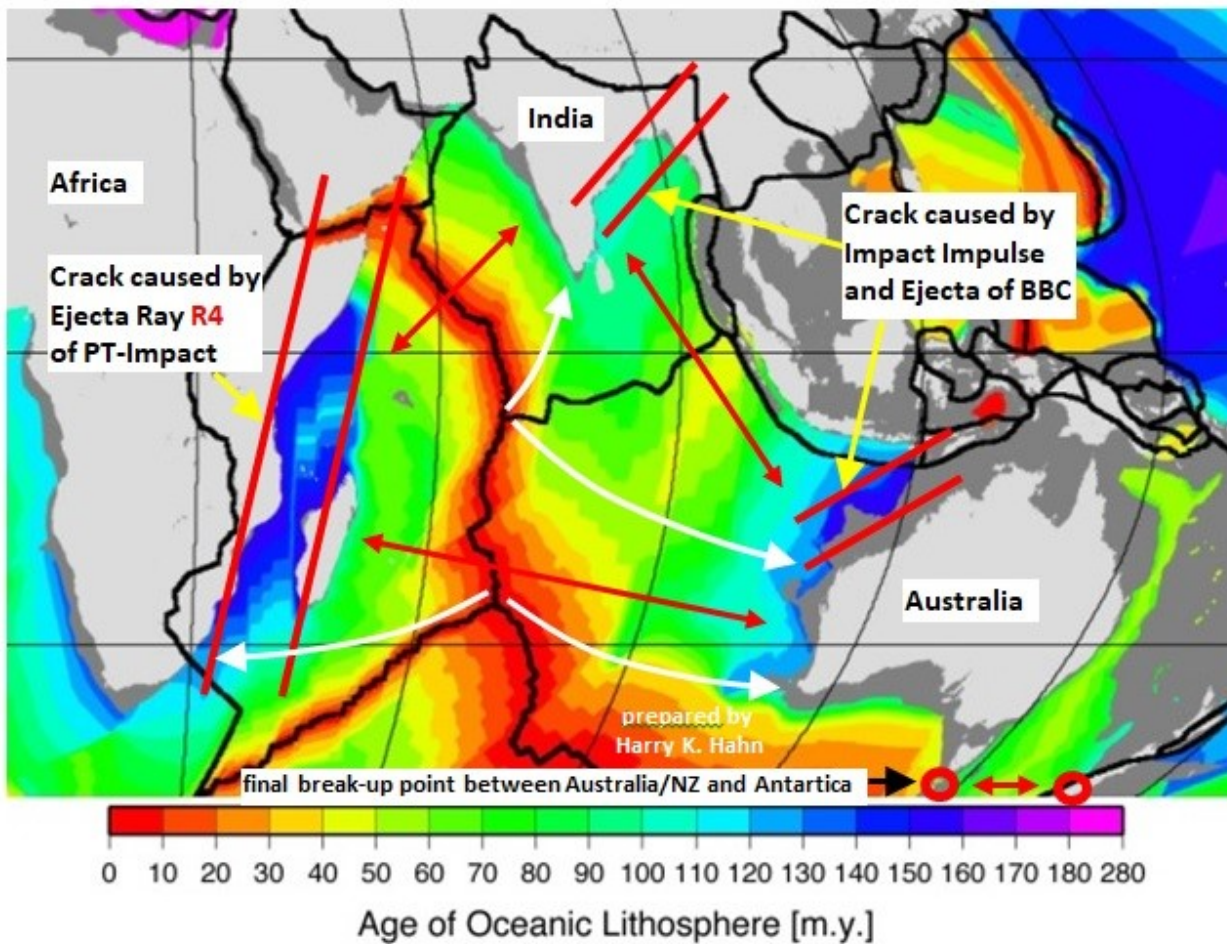 India
Africa
Crack caused by
Ejecta Ray R4
of PT-Impact
Crack caused by
Impact Impulse
and Ejecta of BBC
Australia
prepared by
Harry K. Hahn
final break-up point between Australia/NZ and Antartica
0 10 20 30 40 50 60 70 80 90 100 110 120 130 140 150 160 170 180 280
Age of Oceanic Lithosphere [m.y.]